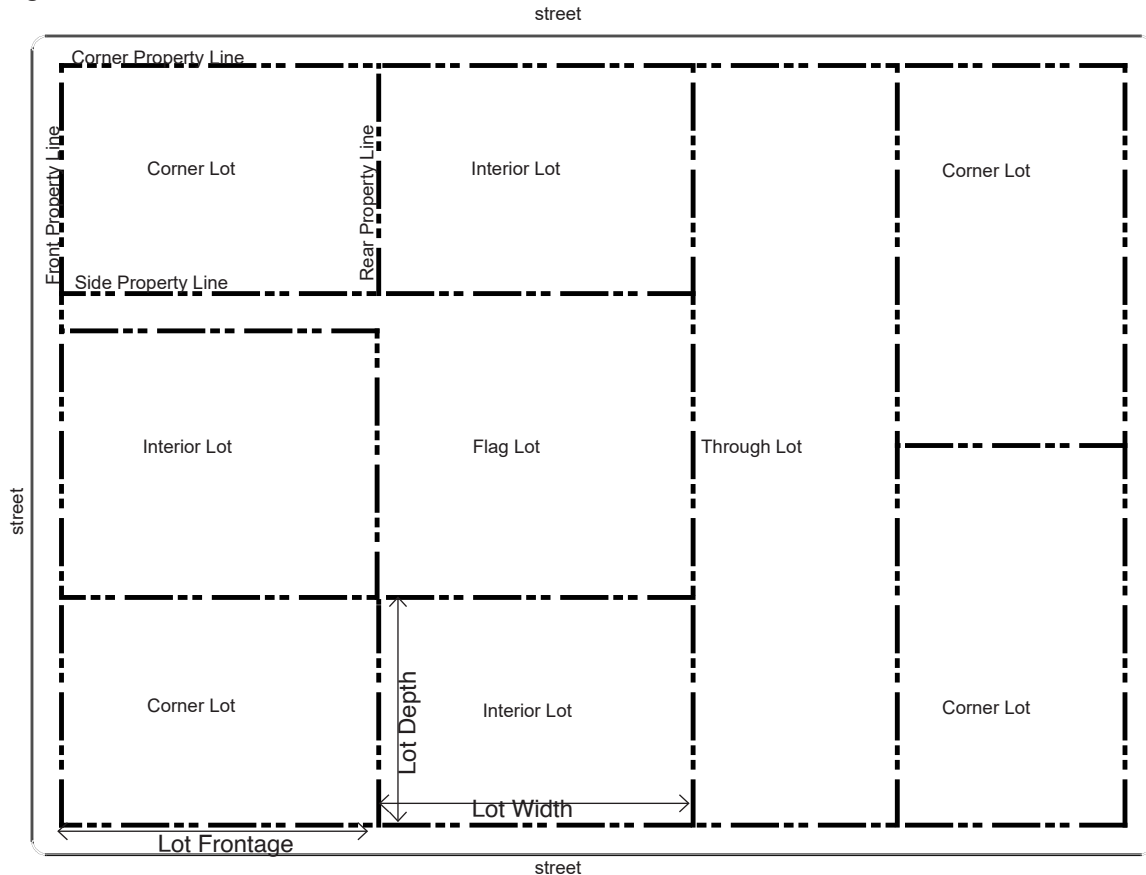 street
Corner Property Line
Front Property Line
Corner Lot
Rear Property Line
Interior Lot
Corner Lot
Side Property Line
street
Interior Lot
Flag Lot
Through Lot
Corner Lot
Lot Depth
Interior Lot
Corner Lot
Lot Width
Lot Frontage
street